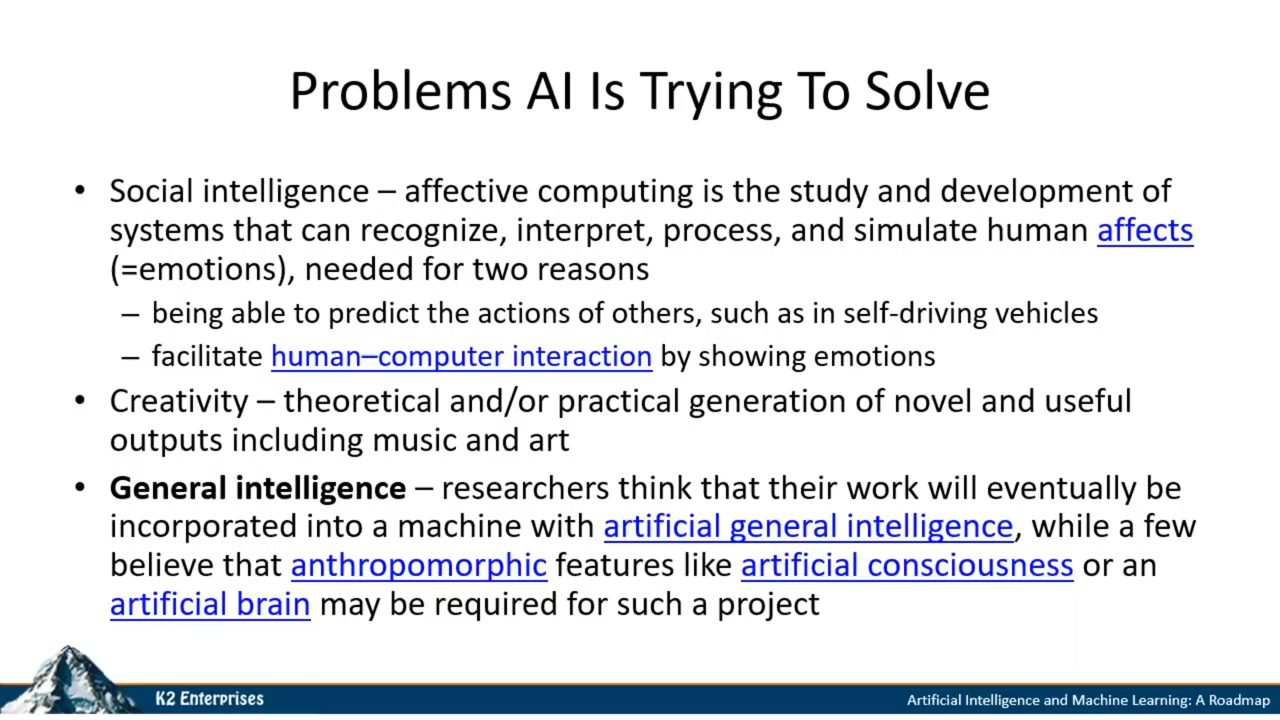 Problems AI Is Trying To Solve
• Social intelligence – affective computing is the study and development of
systems that can recognize, interpret, process, and simulate human affects
(=emotions), needed for two reasons
– being able to predict the actions of others, such as in self-driving vehicles
– facilitate human–computer interaction by showing emotions
• Creativity – theoretical and/or practical generation of novel and useful
outputs including music and art
• General intelligence – researchers think that their work will eventually be
incorporated into a machine with artificial general intelligence, while a few
believe that anthropomorphic features like artificial consciousness or an
artificial brain may be required for such a project
K2 Enterprises
Artificial Intelligence and Machine Learning: A Roadmap